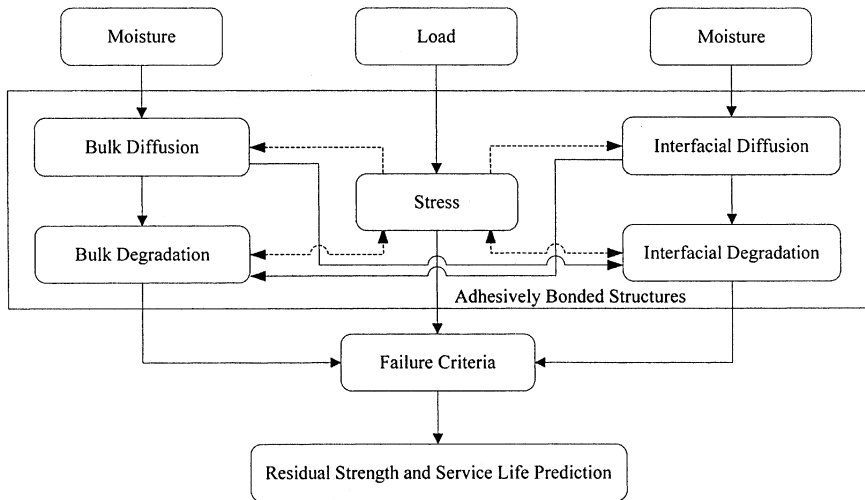 Moisture
Load
Moisture
Bulk Diffusion
Interfacial Diffusion
Stress
Bulk Degradation
Interfacial Degradation
Adhesively Bonded Structures
Failure Criteria
Residual Strength and Service Life Prediction